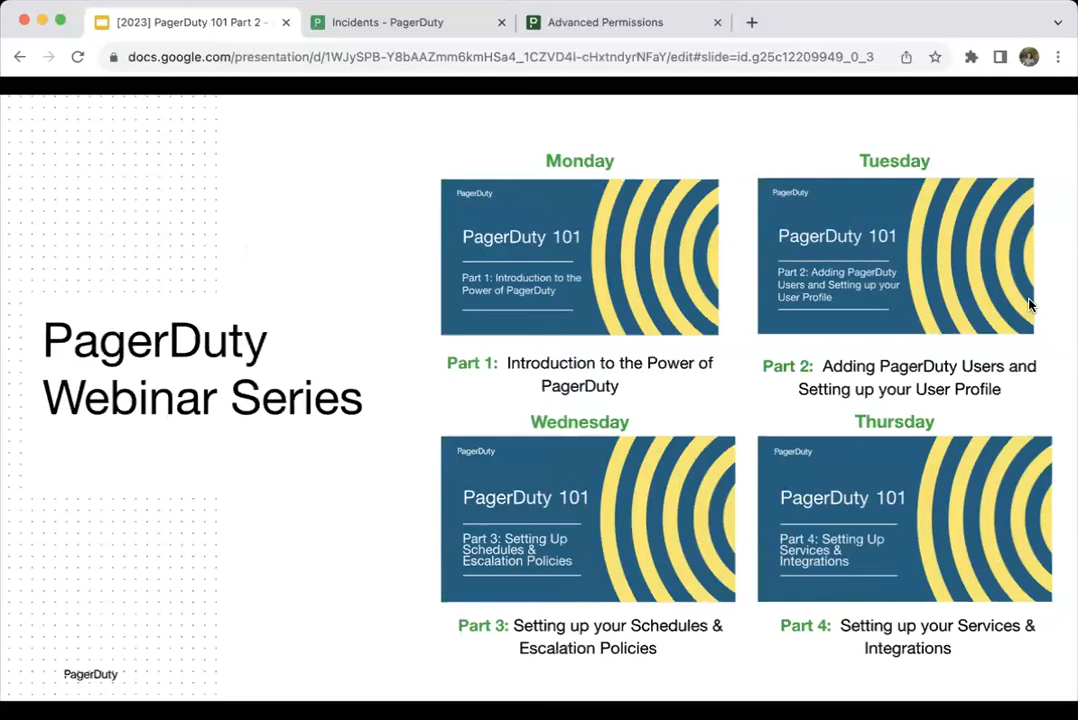 [2023] PagerDuty 101 Part 2 -
Incidents - PagerDuty
Advanced Permissions
docs.google.com/presentation/d/1WJySPB-Y8bAAZmm6kmHSa4_1CZVD4l-cHxtndyrNFaY/edit#slide=id.g25c12209949_0_3
PagerDuty
Webinar Series
PagerDuty
Monday
PagerDuty
PagerDuty 101
Part 1: Introduction to the
Power of PagerDuty
Part 1: Introduction to the Power of
PagerDuty
Tuesday
PagerDuty
PagerDuty 101
Part 2: Adding PagerDuty
Users and Setting up your
User Profile
Part 2: Adding PagerDuty Users and
Setting up your User Profile
Wednesday
PagerDuty
PagerDuty 101
Part 3: Setting Up
Schedules &
Escalation Policies
Part 3: Setting up your Schedules &
Escalation Policies
Thursday
PagerDuty
PagerDuty 101
Part 4: Setting Up
Services &
Integrations
Part 4: Setting up your Services &
Integrations